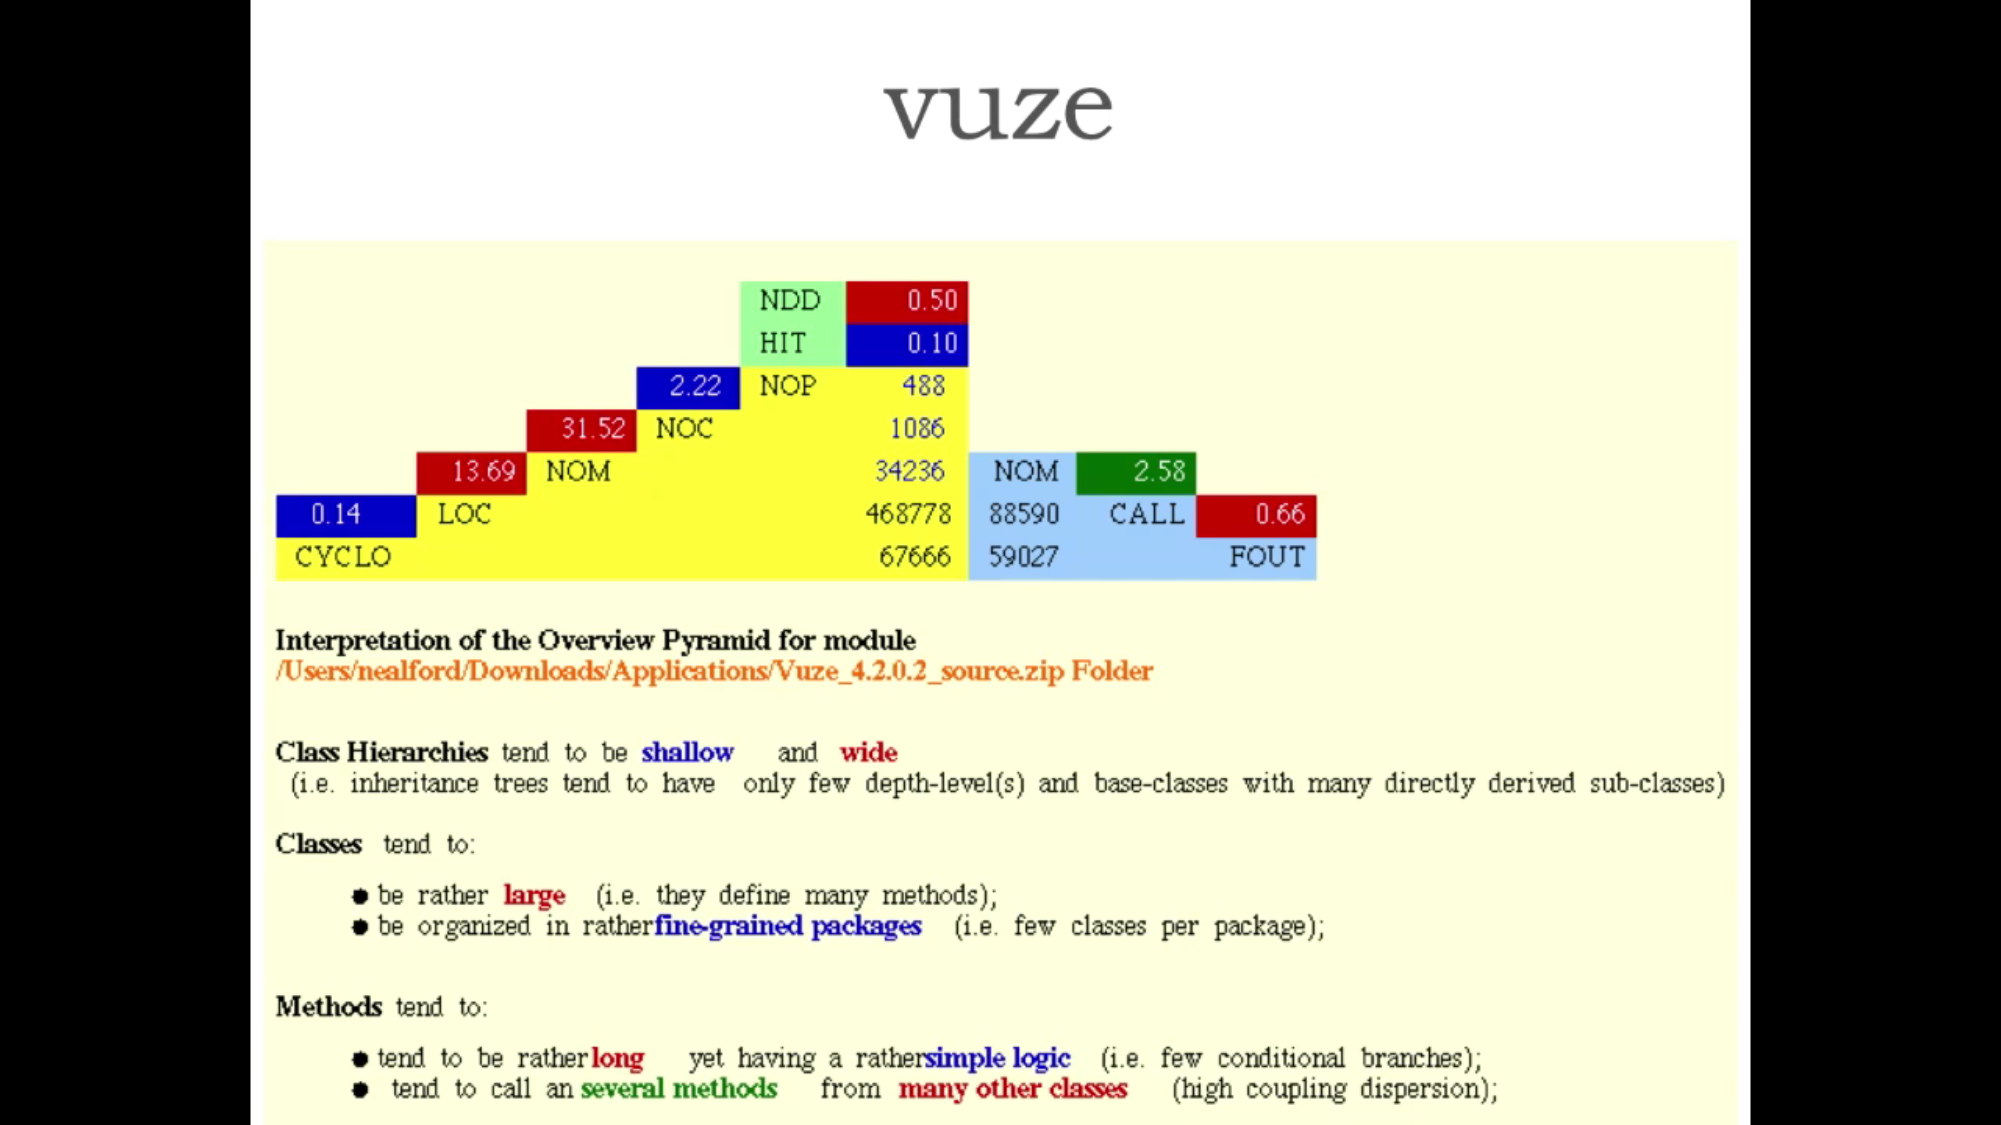 vuze
NDD 0.50
HIT 0.10
2.22 NOP 488
31.52 NOC 1086
13.69 NOM 34236 NOM 2.58
0.14 LOC 468778 88590 CALL 0.66
CYCLO 67666 59027 FOUT
Interpretation of the Overview Pyramid for module
/Users/nealford/Downloads/Applications/Vuze_4.2.0.2_source.zip Folder
Class Hierarchies tend to be shallow and wide
(i.e. inheritance trees tend to have only few depth-level(s) and base-classes with many directly derived sub-classes)
Classes tend to:
● be rather large (i.e. they define many methods);
● be organized in rather fine-grained packages (i.e. few classes per package);
Methods tend to:
● tend to be rather long yet having a rather simple logic (i.e. few conditional branches);
● tend to call an several methods from many other classes (high coupling dispersion);